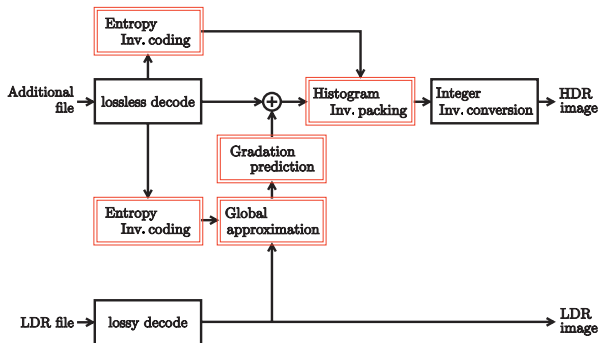 Entropy
Inv. coding
Additional
file
lossless decode
+
Histogram
Inv. packing
Integer
Inv. conversion
HDR
image
Gradation
prediction
Entropy
Inv. coding
Global
approximation
LDR file
lossy decode
LDR
image